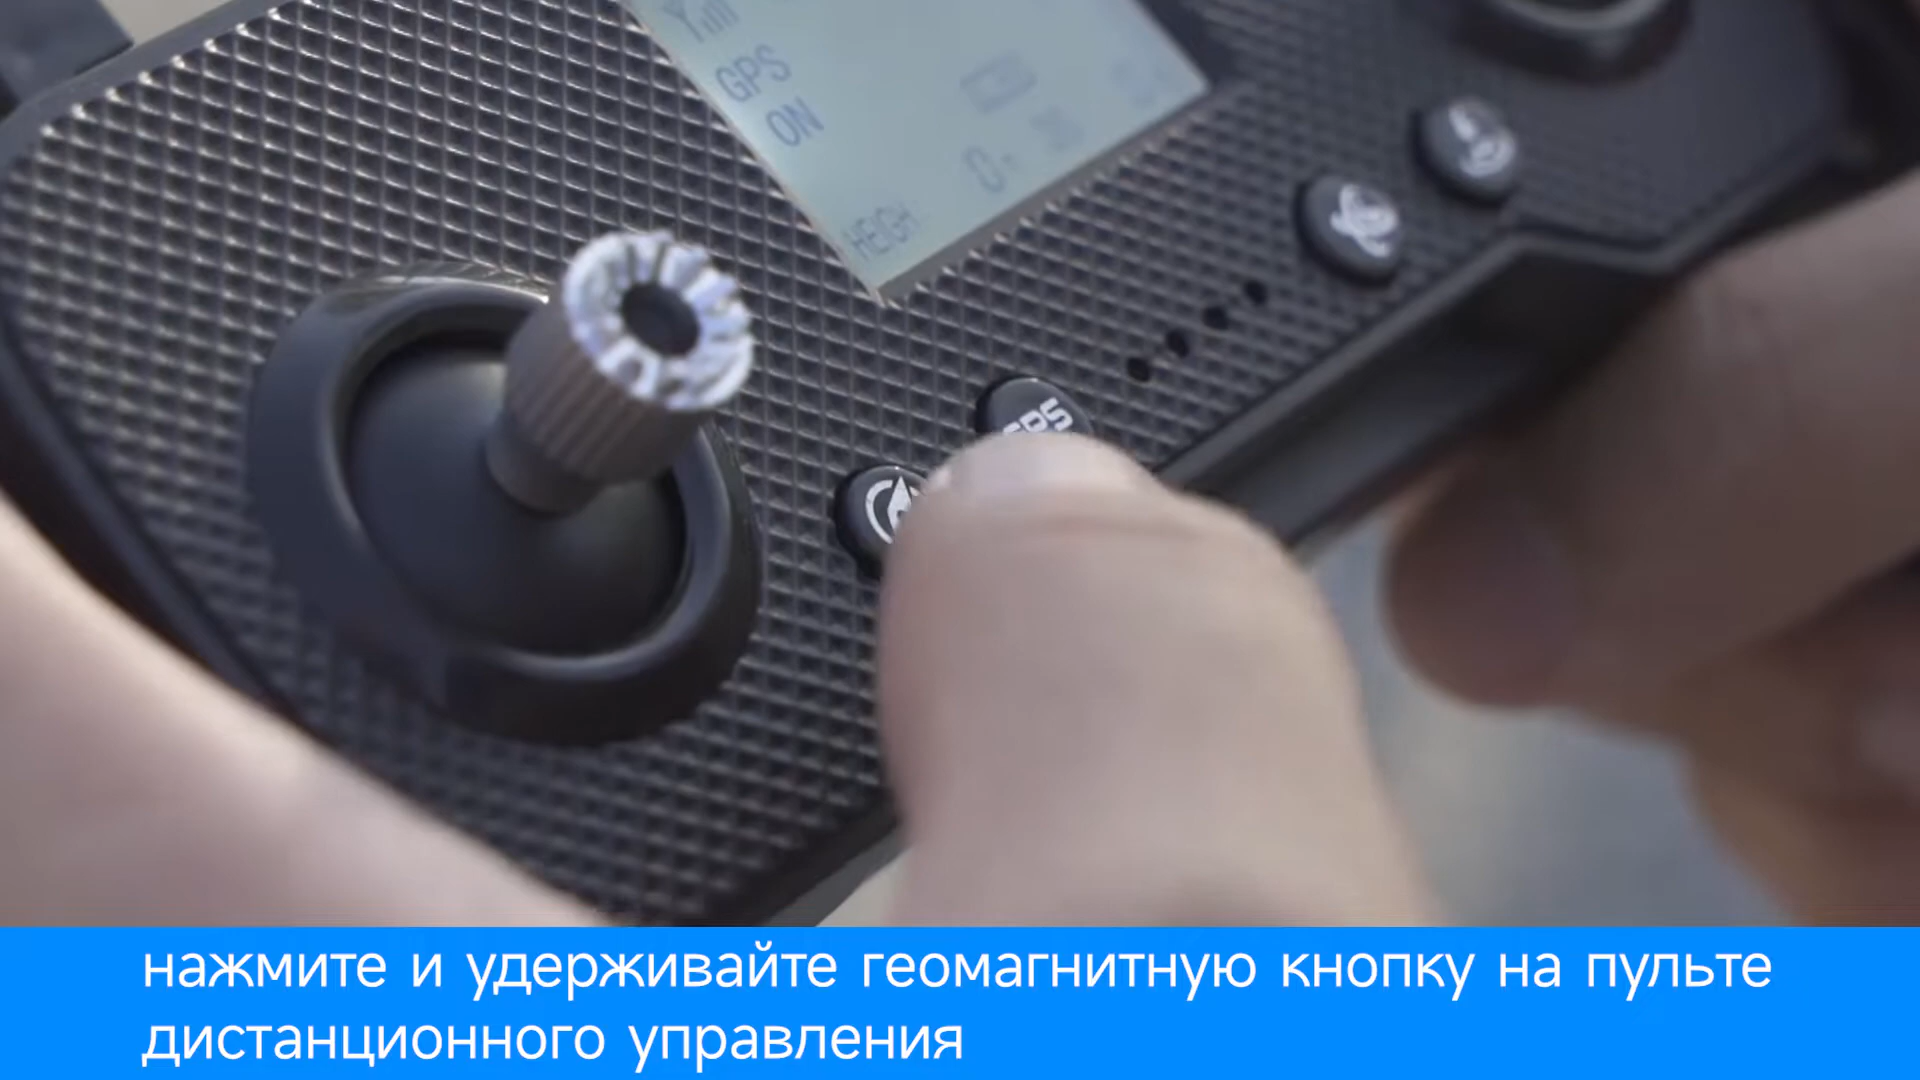 GPS
ON
HEIGH
GPS
нажмите и удерживайте геомагнитную кнопку на пульте
дистанционного управления